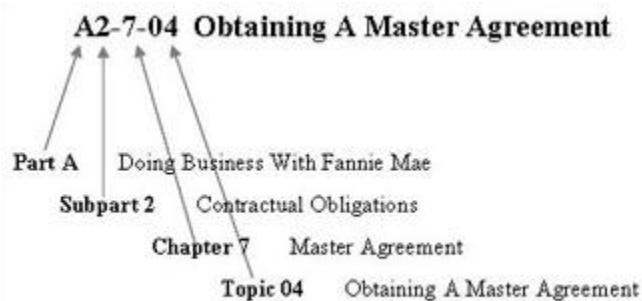 A2-7-04 Obtaining A Master Agreement
Part A Doing Business With Fannie Mae
Subpart 2 Contractual Obligations
Chapter 7 Master Agreement
Topic 04 Obtaining A Master Agreement